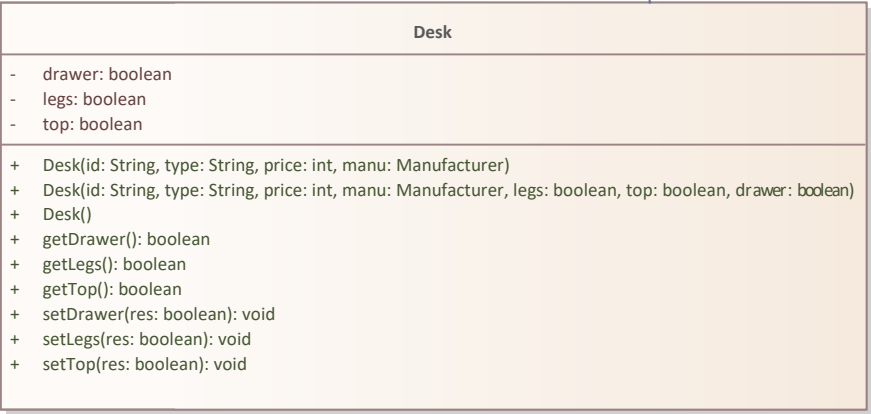 Desk
- drawer: boolean
- legs: boolean
- top: boolean
+ Desk(id: String, type: String, price: int, manu: Manufacturer)
+ Desk(id: String, type: String, price: int, manu: Manufacturer, legs: boolean, top: boolean, drawer: boolean)
+ Desk()
+ getDrawer(): boolean
+ getLegs(): boolean
+ getTop(): boolean
+ setDrawer(res: boolean): void
+ setLegs(res: boolean): void
+ setTop(res: boolean): void